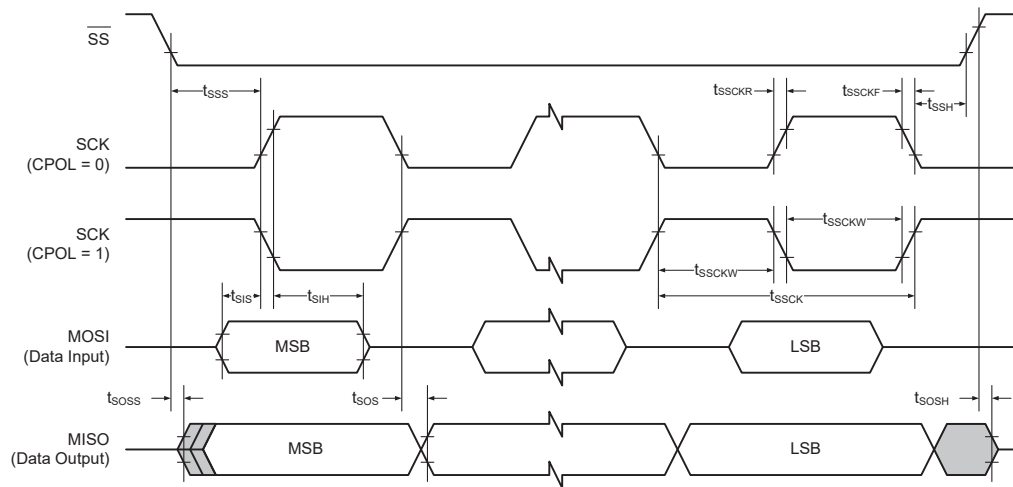 SS
tSSS
tSSCKR
tSSCKF
tSSH
SCK
(CPOL = 0)
SCK
(CPOL = 1)
tSSCKW
tSSCKW
tSIS
tSIH
tSSCK
MOSI
(Data Input)
MSB
LSB
tSOSS
tSOS
tSOSH
MISO
(Data Output)
MSB
LSB